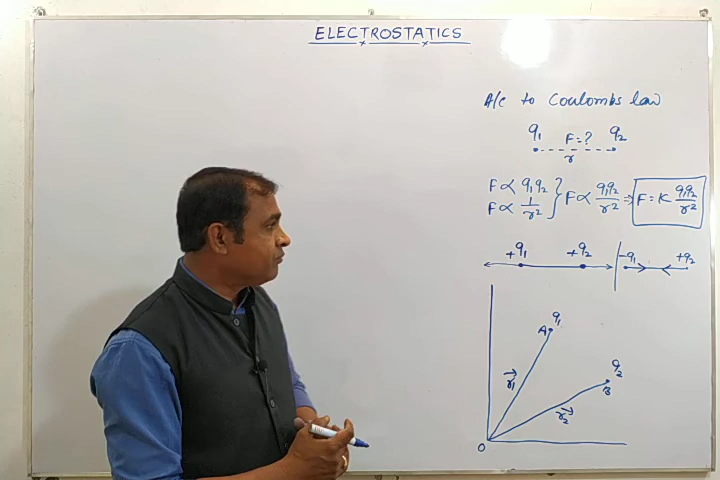 ELECTROSTATICS
A/c to Coulombs law
q₁ F=? q₂
r
F ∝ q₁q₂
F ∝ 1/r² } F ∝ q₁q₂/r² ⇒ F = K q₁q₂/r²
+q₁ +q₂ -q₁ +q₂
q₁
A
q₂
B
r₁→
r₂→
O